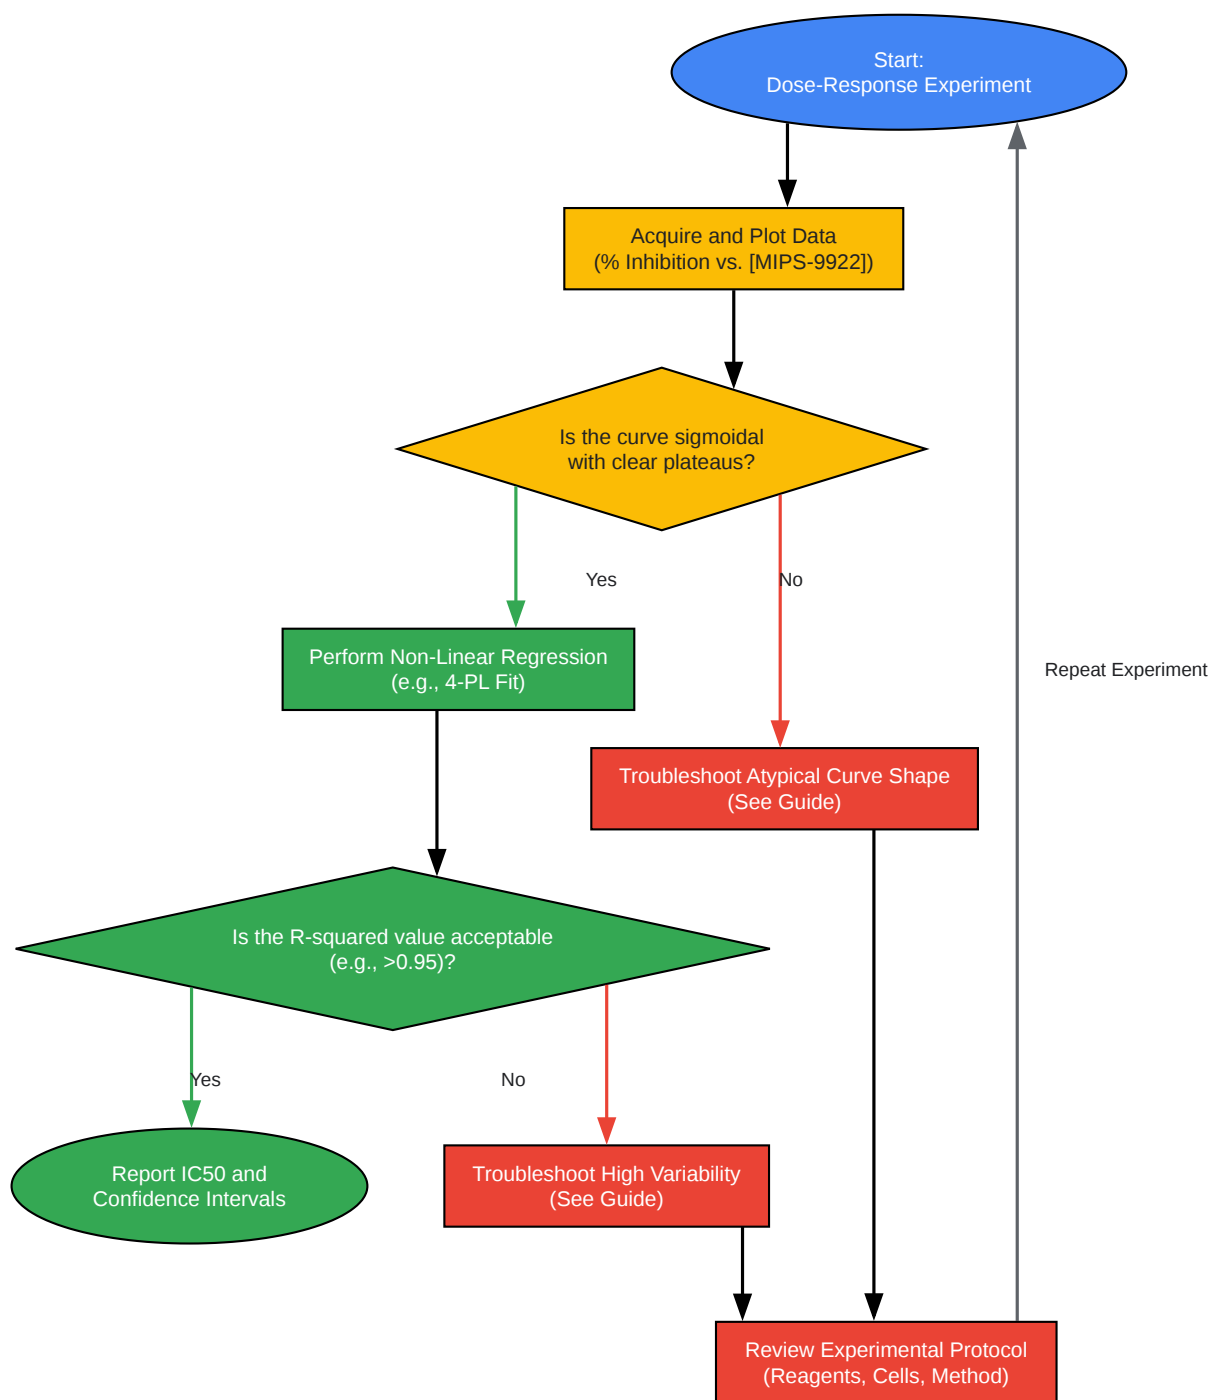 Start:
Dose-Response Experiment
Acquire and Plot Data
(% Inhibition vs. [MIPS-9922])
Is the curve sigmoidal
with clear plateaus?
Yes
No
Perform Non-Linear Regression
(e.g., 4-PL Fit)
Repeat Experiment
Troubleshoot Atypical Curve Shape
(See Guide)
Is the R-squared value acceptable
(e.g., >0.95)?
Yes
No
Report IC50 and
Confidence Intervals
Troubleshoot High Variability
(See Guide)
Review Experimental Protocol
(Reagents, Cells, Method)